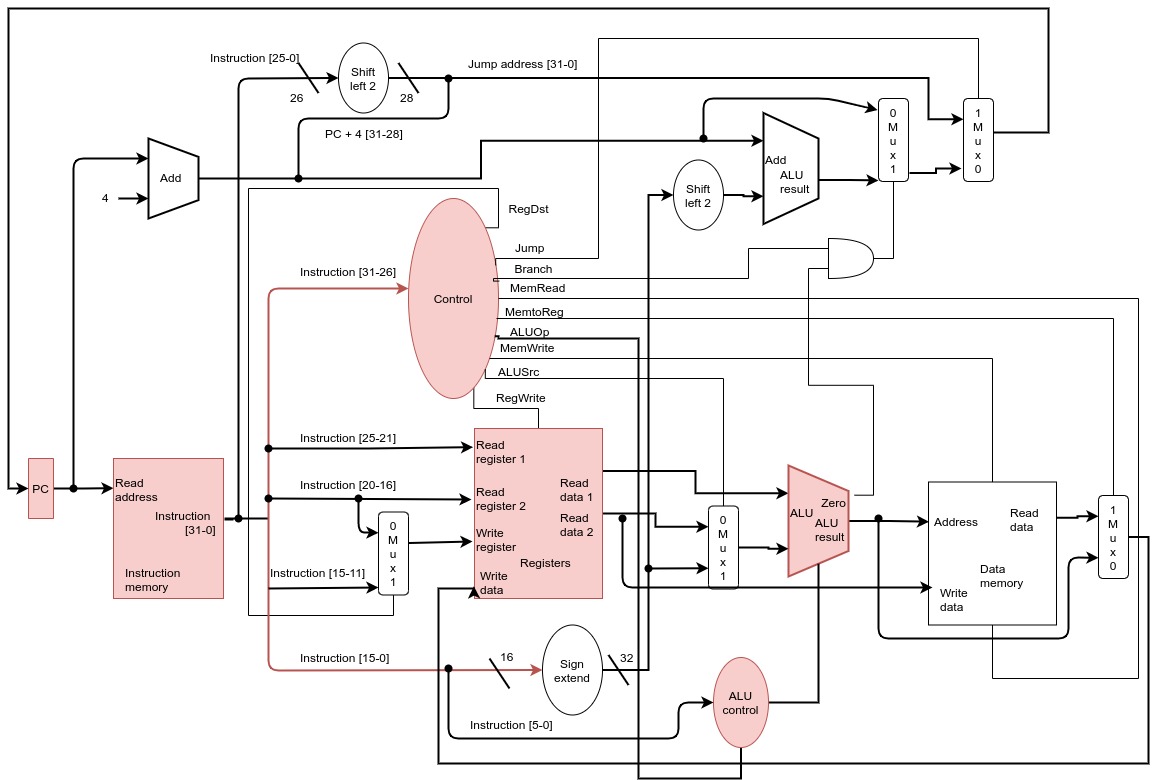 Instruction [25-0]
26
Shift
left 2
28
Jump address [31-0]
PC + 4 [31-28]
Add
4
Shift
left 2
Add
ALU
result
0
M
u
x
1
1
M
u
x
0
RegDst
Jump
Branch
MemRead
MemtoReg
ALUOp
MemWrite
ALUSrc
RegWrite
Control
Instruction [31-26]
Instruction [25-21]
Instruction [20-16]
Instruction [15-11]
Instruction [15-0]
Instruction [5-0]
PC
Read
address
Instruction
[31-0]
Instruction
memory
0
M
u
x
1
Read
register 1
Read
register 2
Write
register
Write
data
Read
data 1
Read
data 2
Registers
0
M
u
x
1
ALU
Zero
ALU
result
Address
Read
data
Data
memory
Write
data
1
M
u
x
0
16
Sign
extend
32
ALU
control